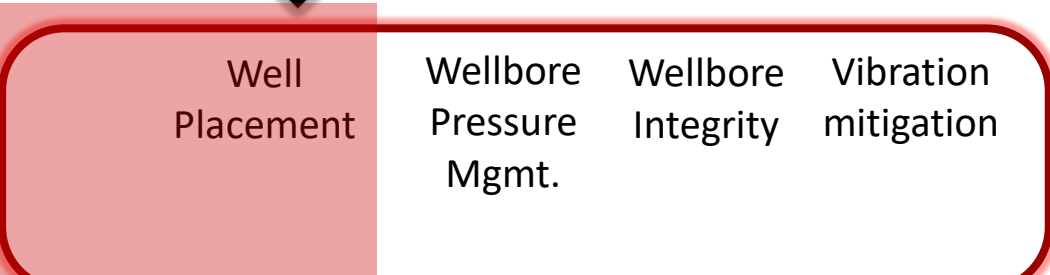 Well
Placement
Wellbore
Pressure
Mgmt.
Wellbore
Integrity
Vibration
mitigation